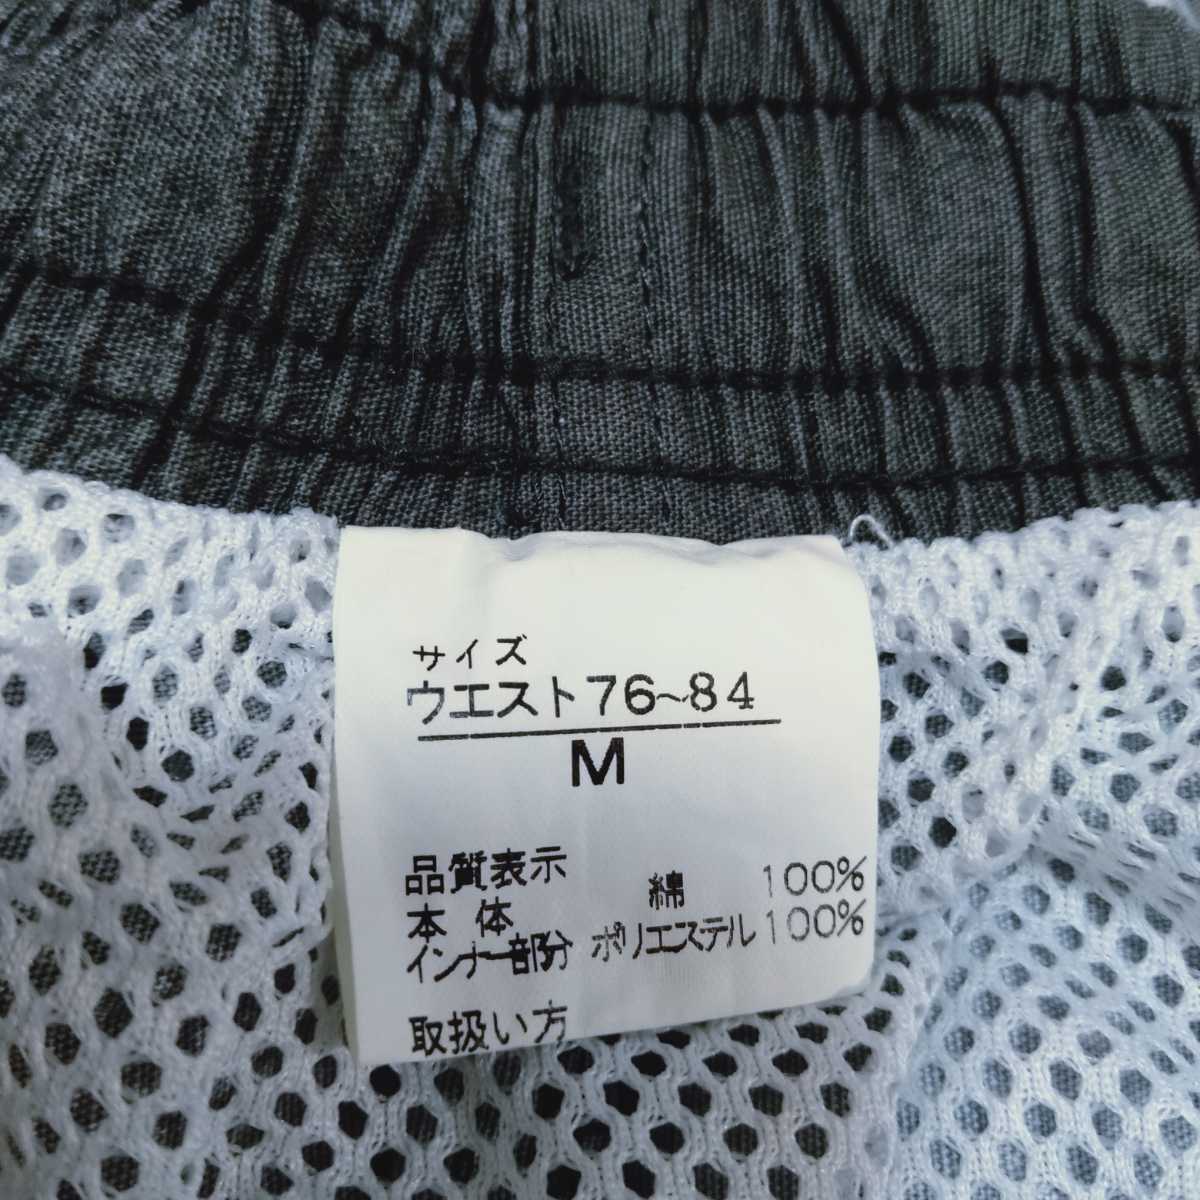 サイズ
ウエスト76~84
M
品質表示
本体 綿 100%
インナー部分 ポリエステル 100%
取扱い方